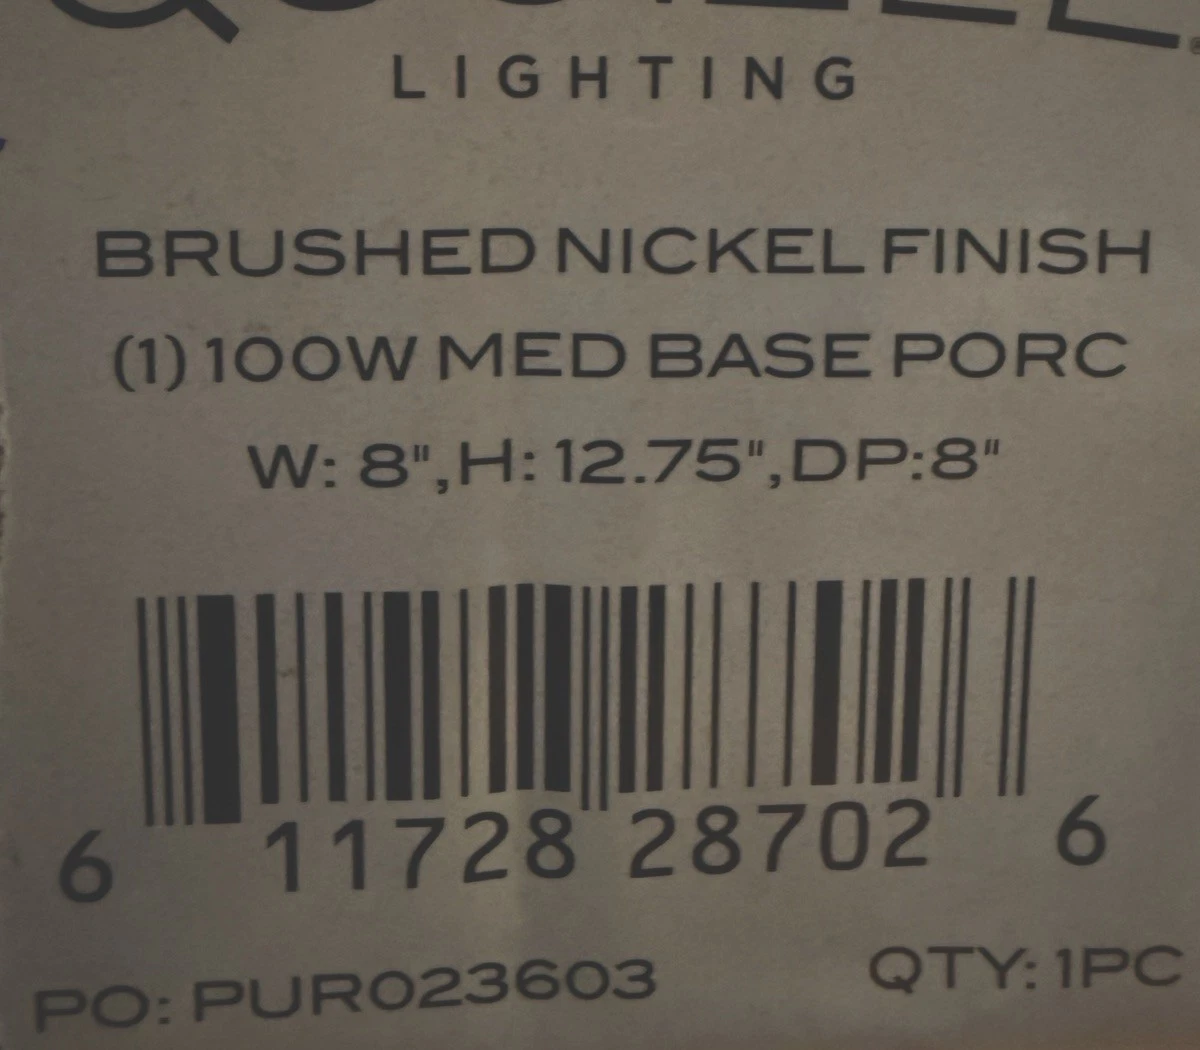 LIGHTING
BRUSHED NICKEL FINISH
(1) 100W MED BASE PORC
W: 8", H: 12.75", DP:8"
6 11728 28702 6
PO: PUR023603
QTY: 1PC